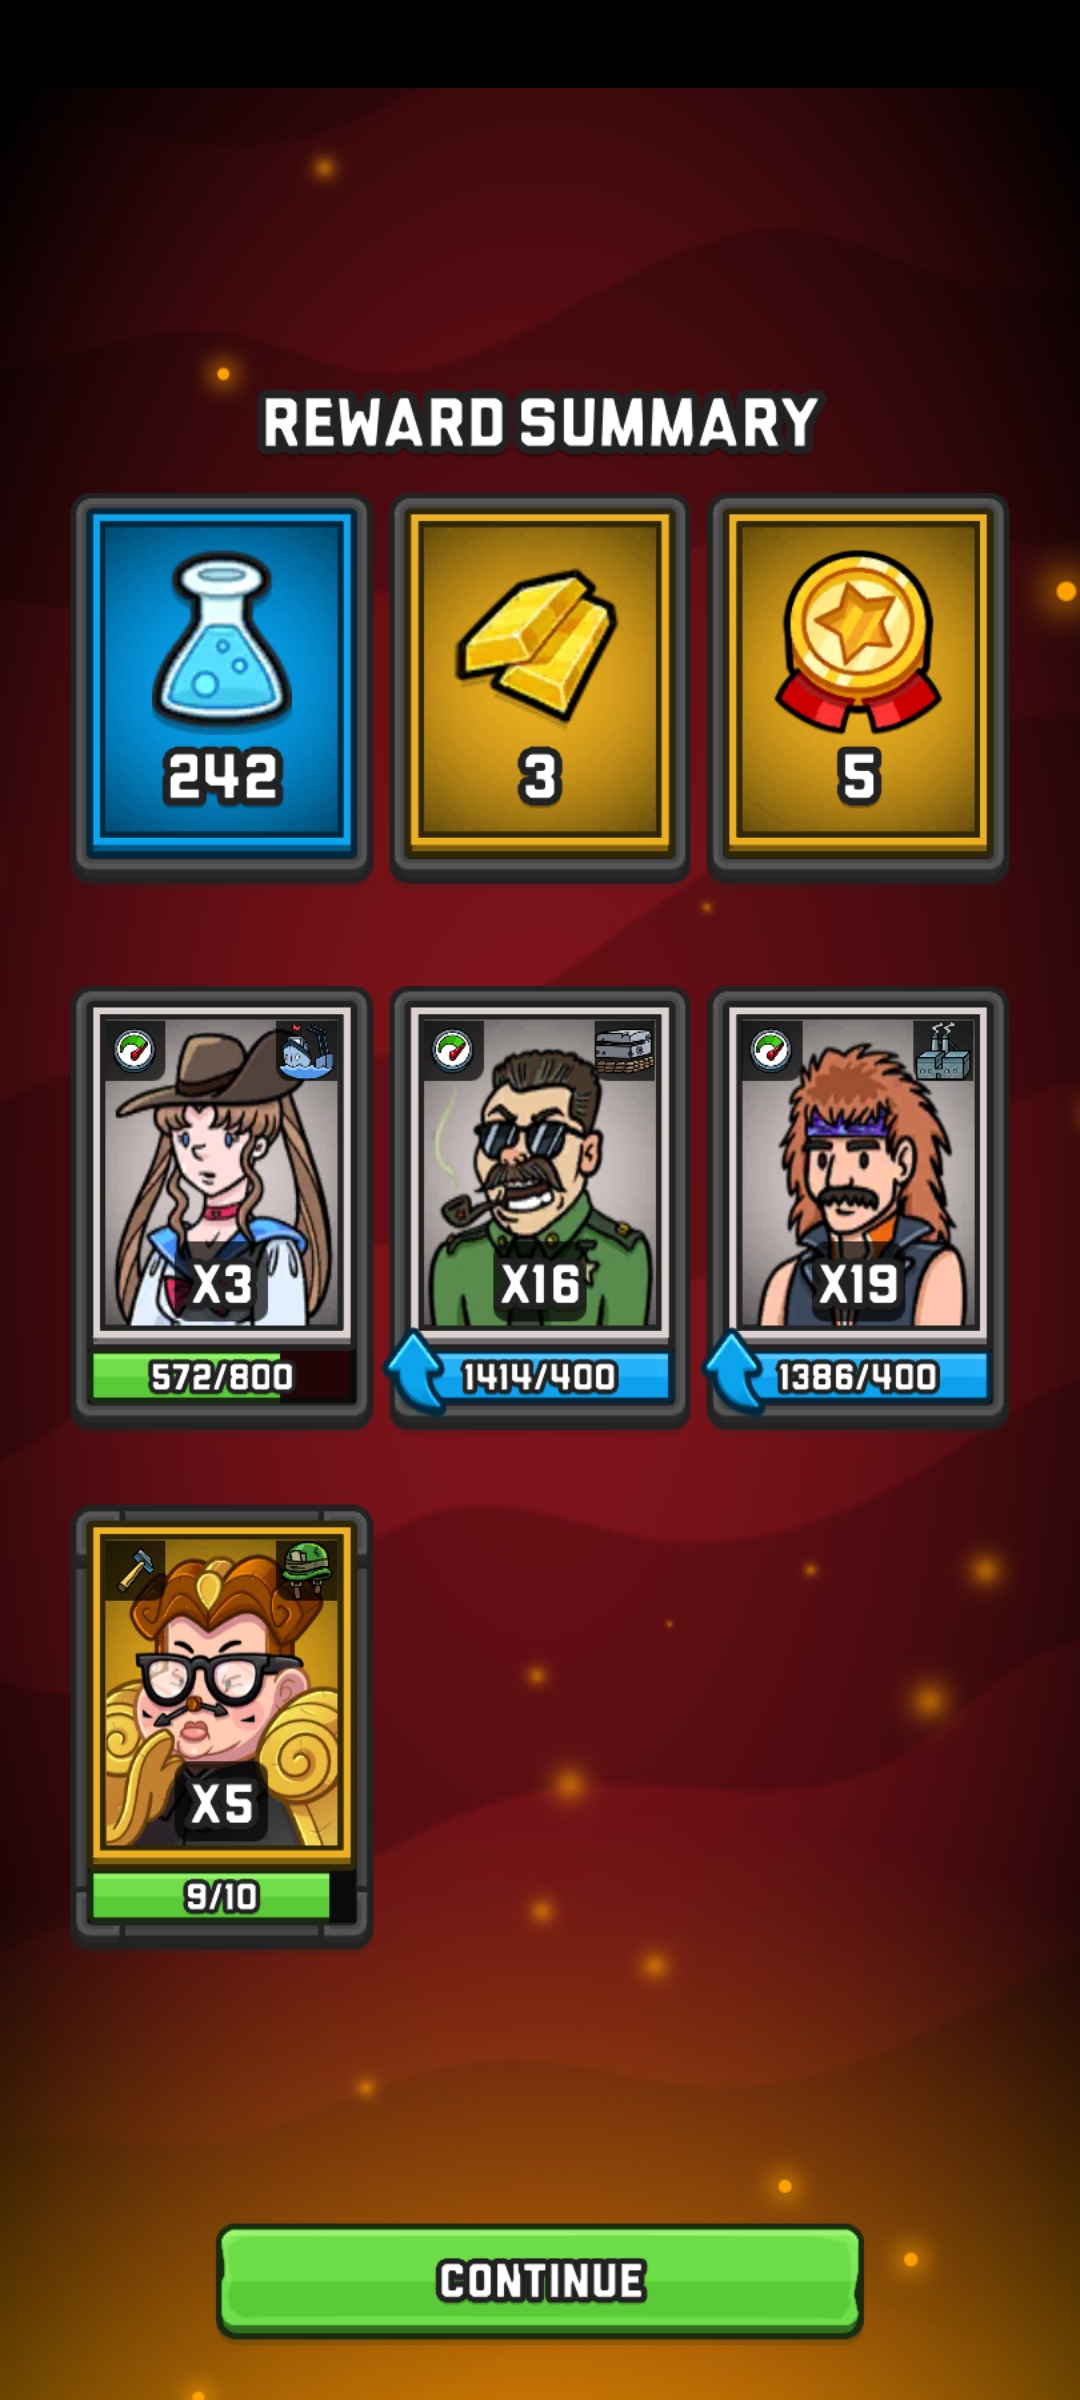 REWARD SUMMARY
242
3
5
X3
X16
X19
572/800
1414/400
1386/400
X5
9/10
CONTINUE